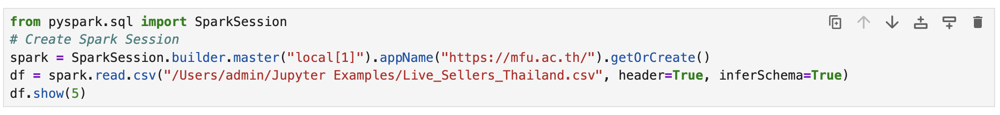 from pyspark.sql import SparkSession
# Create Spark Session
spark = SparkSession.builder.master("local[1]").appName("https://mfu.ac.th/").getOrCreate()
df = spark.read.csv("/Users/admin/Jupyter Examples/Live_Sellers_Thailand.csv", header=True, inferSchema=True)
df.show(5)